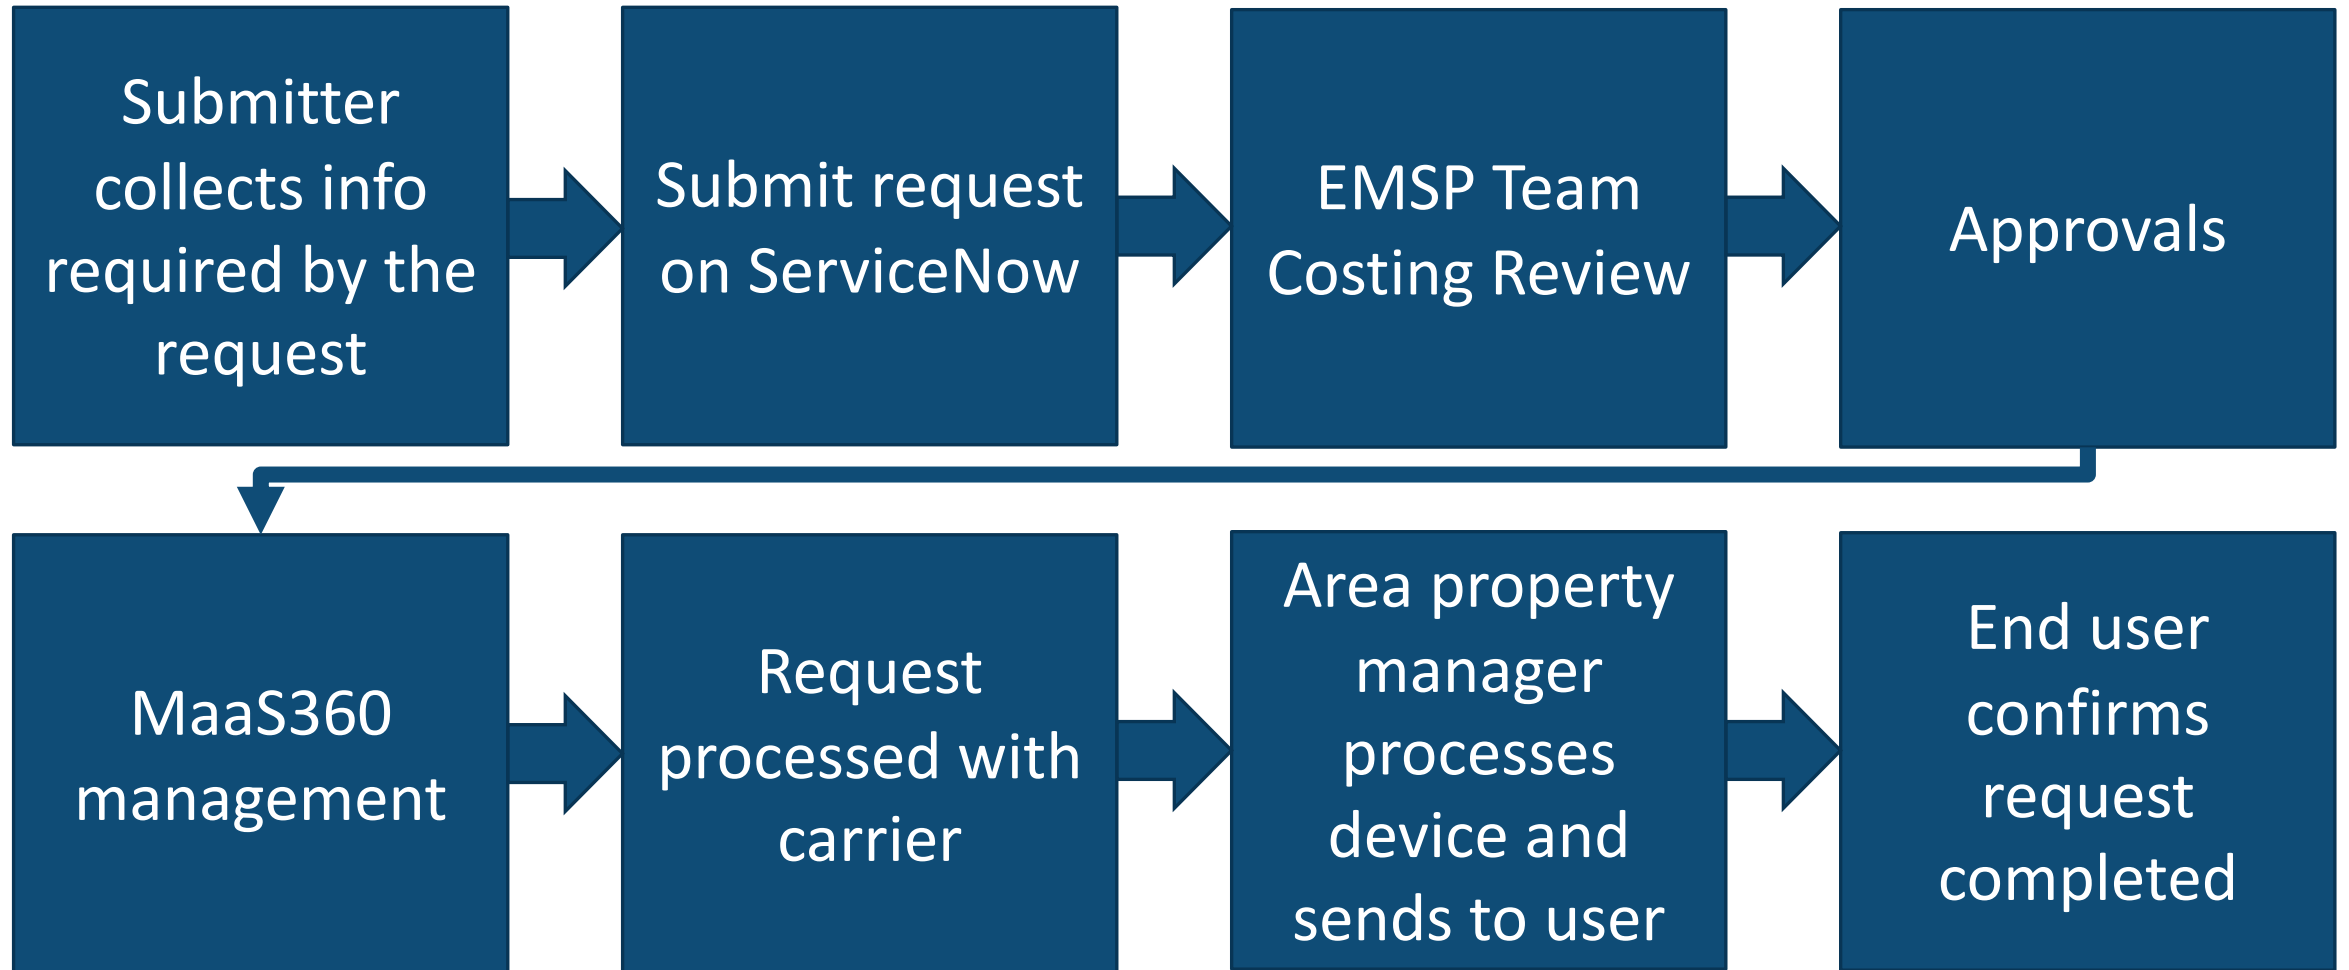 Submitter
collects info
required by the
request
Submit request
on ServiceNow
EMSP Team
Costing Review
Approvals
MaaS360
management
Request
processed with
carrier
Area property
manager
processes
device and
sends to user
End user
confirms
request
completed